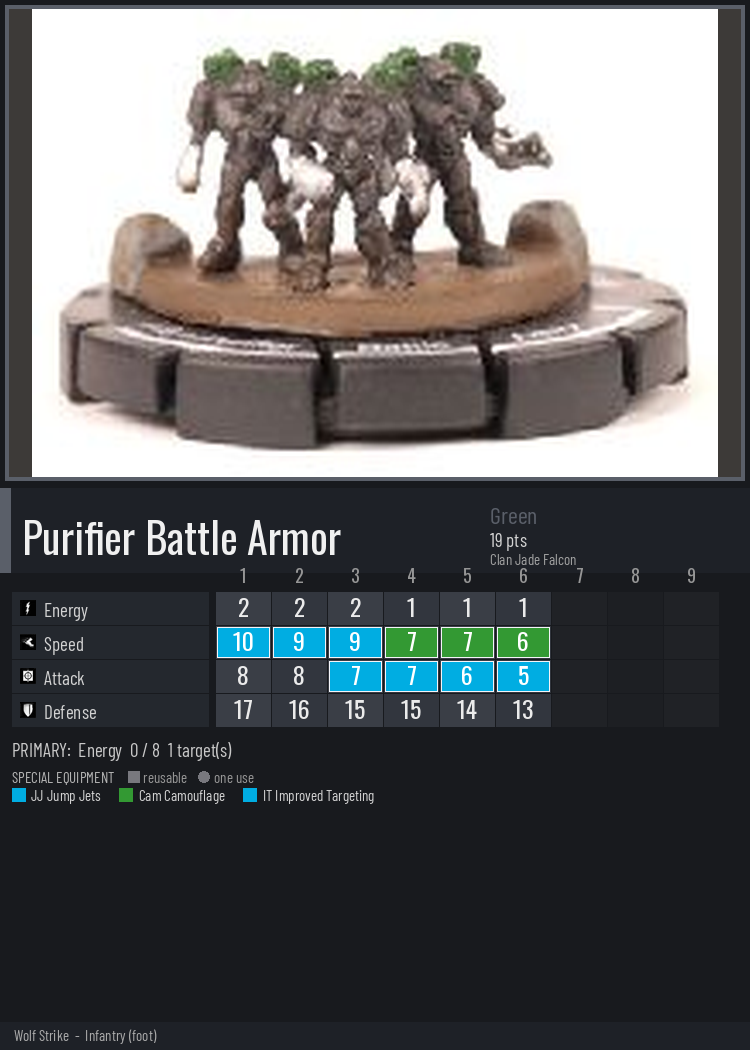 Purifier Battle Armor
Green
19 pts
Clan Jade Falcon
1 2 3 4 5 6 7 8 9
Energy 2 2 2 1 1 1
Speed 10 9 9 7 7 6
Attack 8 8 7 7 6 5
Defense 17 16 15 15 14 13
PRIMARY: Energy 0 / 8 1 target(s)
SPECIAL EQUIPMENT reusable one use
JJ Jump Jets Cam Camouflage IT Improved Targeting
Wolf Strike - Infantry (foot)